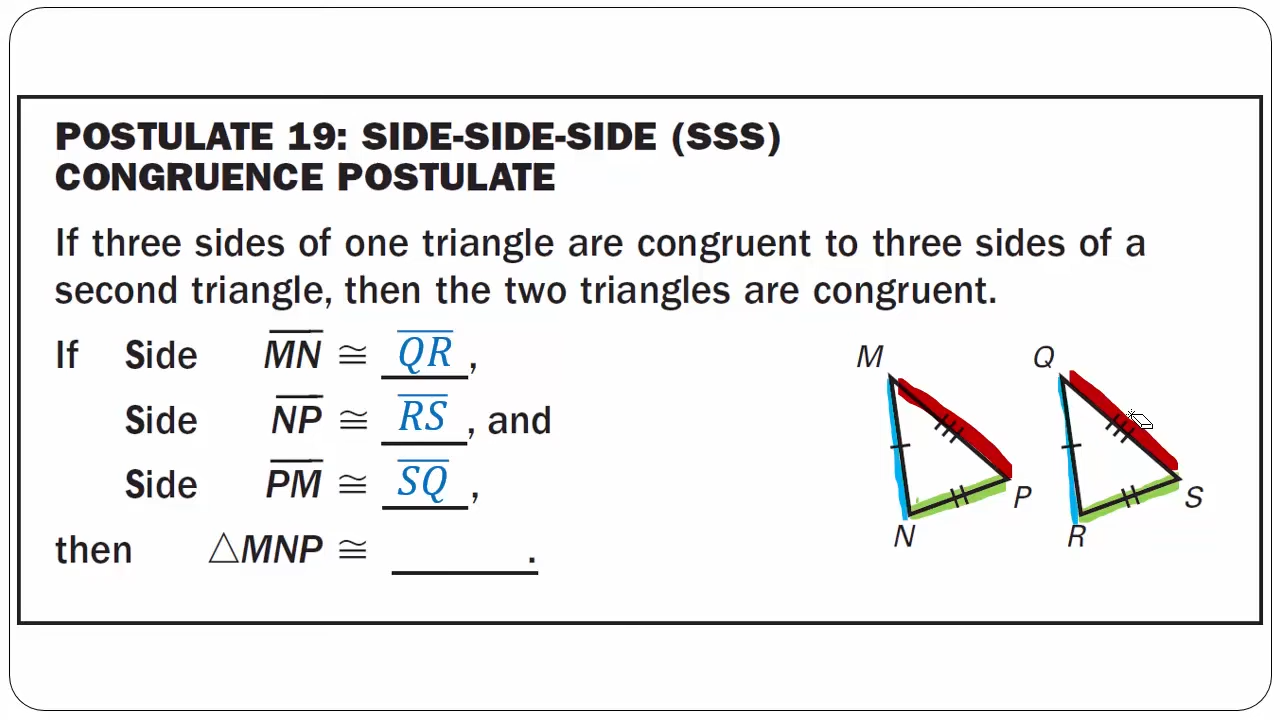 POSTULATE 19: SIDE-SIDE-SIDE (SSS)
CONGRUENCE POSTULATE
If three sides of one triangle are congruent to three sides of a
second triangle, then the two triangles are congruent.
If Side MN ≅ QR,
Side NP ≅ RS, and
Side PM ≅ SQ,
then △MNP ≅ ______.
M Q
P S
N R